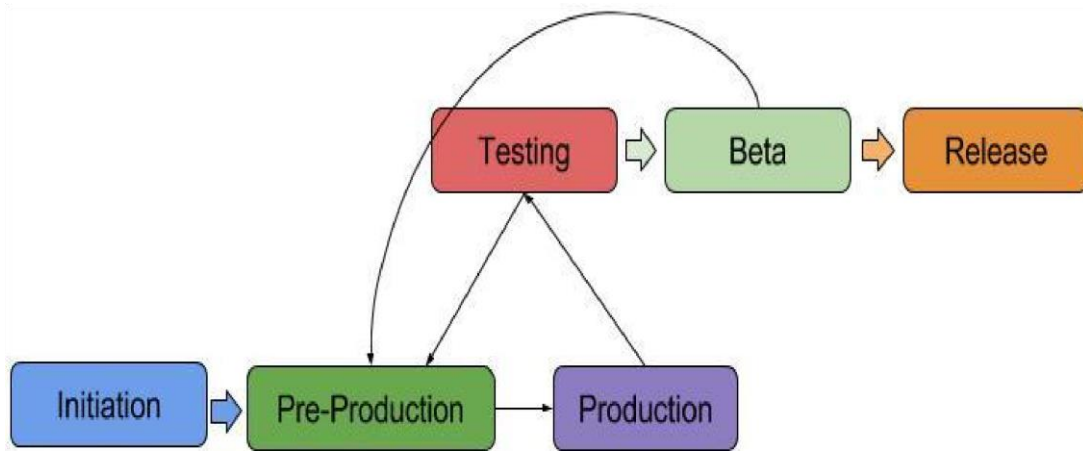 Testing
Beta
Release
Initiation
Pre-Production
Production